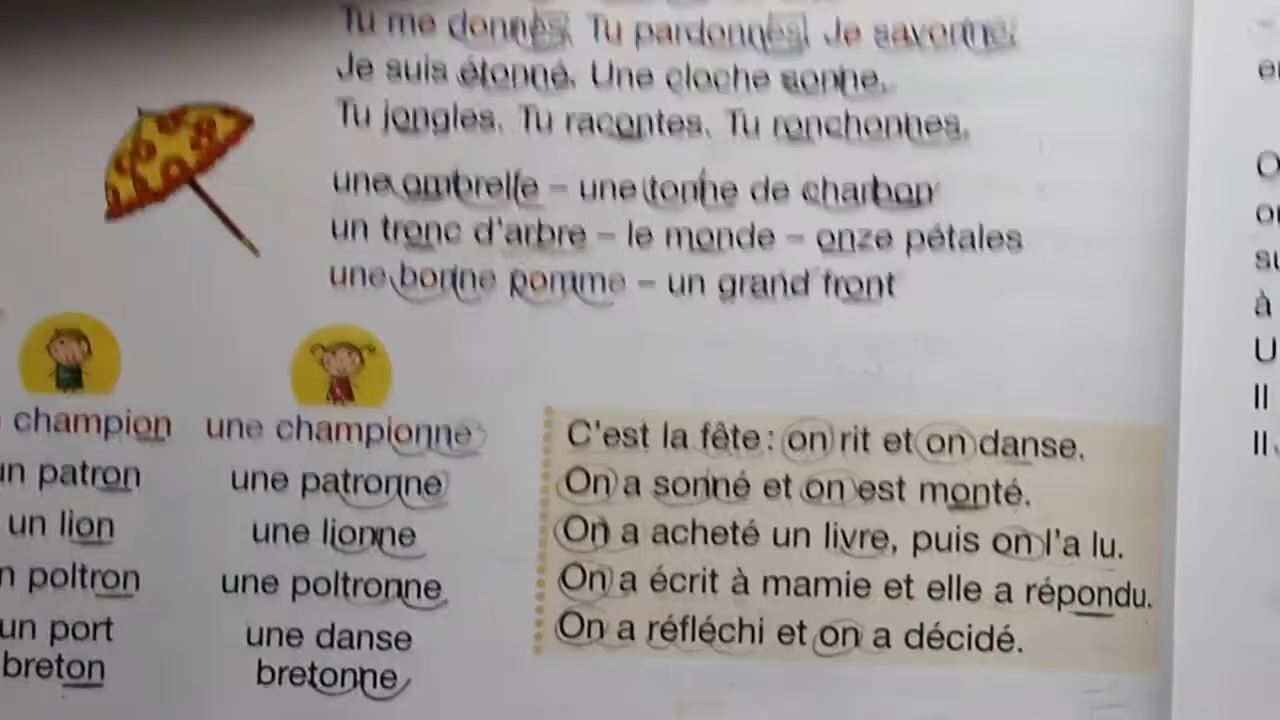 Tu me donnes. Tu pardonnes. Je savonne.
Je suis étonné. Une cloche sonne.
Tu jongles. Tu racontes. Tu ronchonnes.
une ombrelle – une tonne de charbon
un tronc d'arbre – le monde – onze pétales
une bonne pomme – un grand front
champion une championne
un patron une patronne
un lion une lionne
poltron une poltronne
un port une danse
breton bretonne
C'est la fête : on rit et on danse.
On a sonné et on est monté.
On a acheté un livre, puis on l'a lu.
On a écrit à mamie et elle a répondu.
On a réfléchi et on a décidé.
à
Il
Il